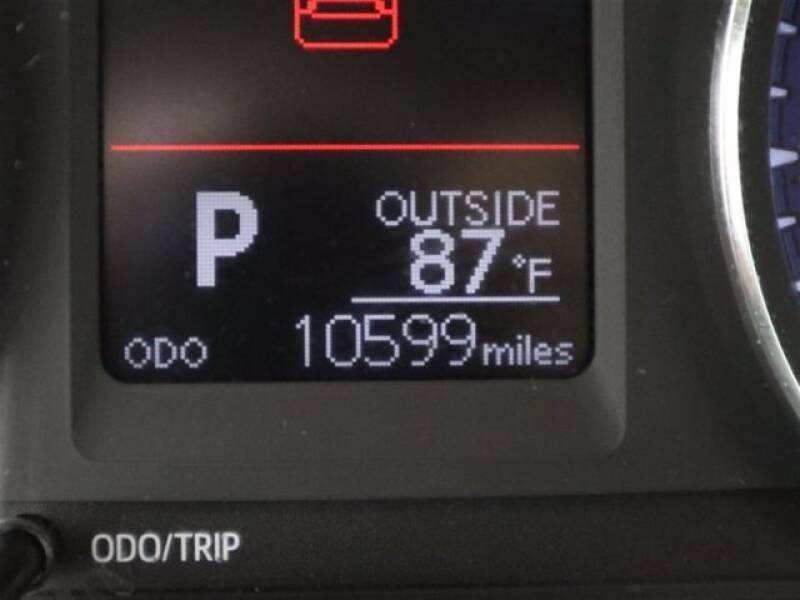 P
OUTSIDE
87 °F
ODO 10599 miles
ODO/TRIP